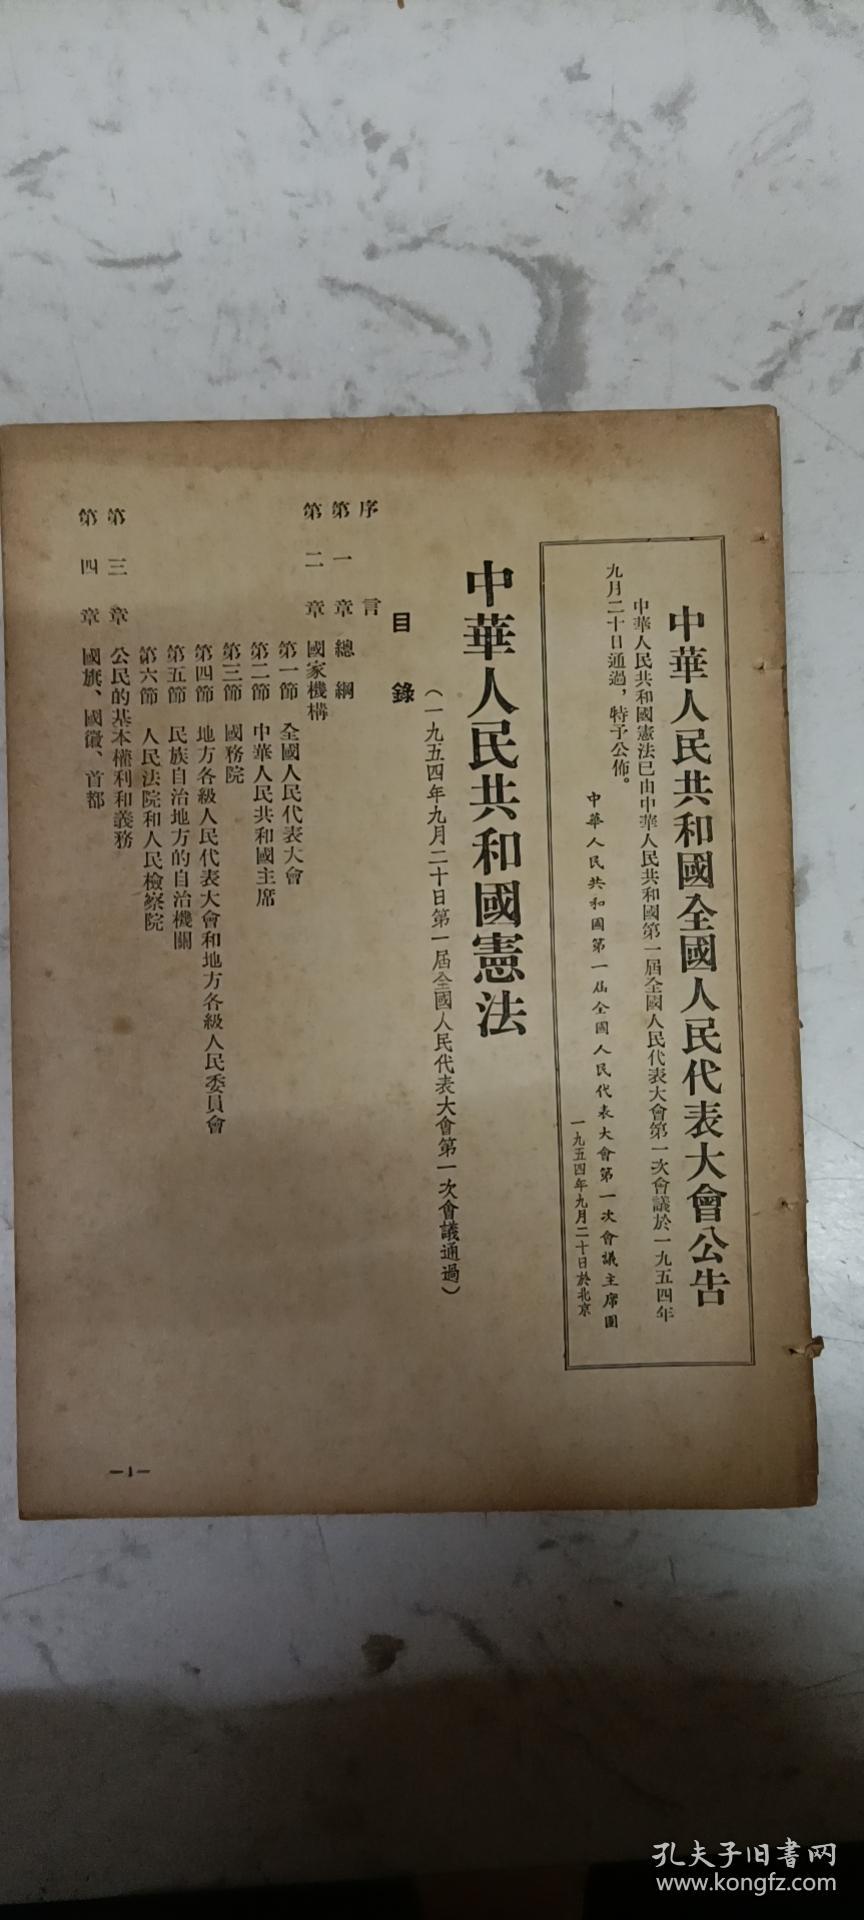 中華人民共和國全國人民代表大會公告
中華人民共和國憲法已由中華人民共和國第一屆全國人民代表大會第一次會議於一九五四年
九月二十日通過，特予公佈。
中華人民共和國第一屆全國人民代表大會第一次會議主席團
一九五四年九月二十日於北京
中華人民共和國憲法
（一九五四年九月二十日第一屆全國人民代表大會第一次會議通過）
目錄
序言
第一章 總綱
第二章 國家機構
第一節 全國人民代表大會
第二節 中華人民共和國主席
第三節 國務院
第四節 地方各級人民代表大會和地方各級人民委員會
第五節 民族自治地方的自治機關
第六節 人民法院和人民檢察院
第三章 公民的基本權利和義務
第四章 國旗、國徽、首都
—1—
孔夫子旧書网
www.kongfz.com